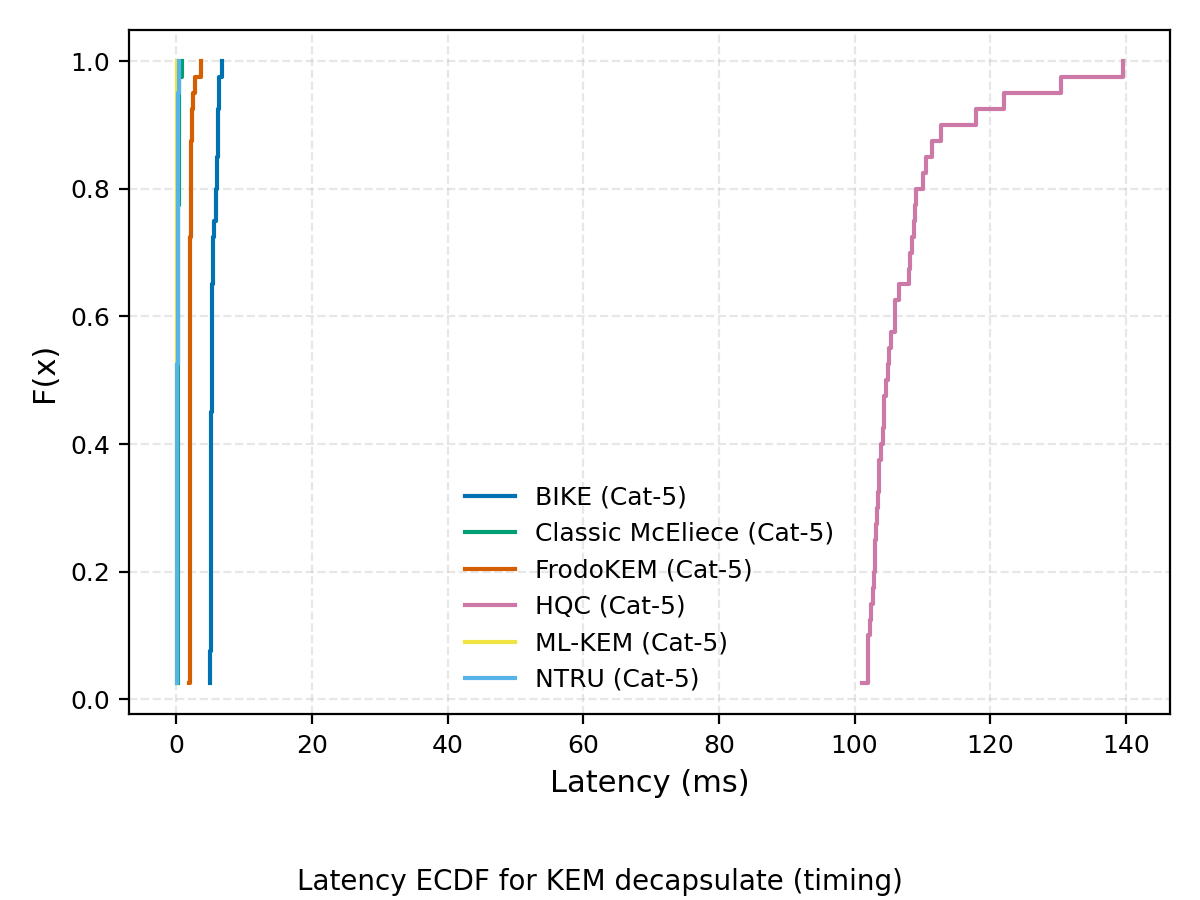 1.0
0.8
0.6
0.4
0.2
0.0
F(x)
BIKE (Cat-5)
Classic McEliece (Cat-5)
FrodoKEM (Cat-5)
HQC (Cat-5)
ML-KEM (Cat-5)
NTRU (Cat-5)
0 20 40 60 80 100 120 140
Latency (ms)
Latency ECDF for KEM decapsulate (timing)